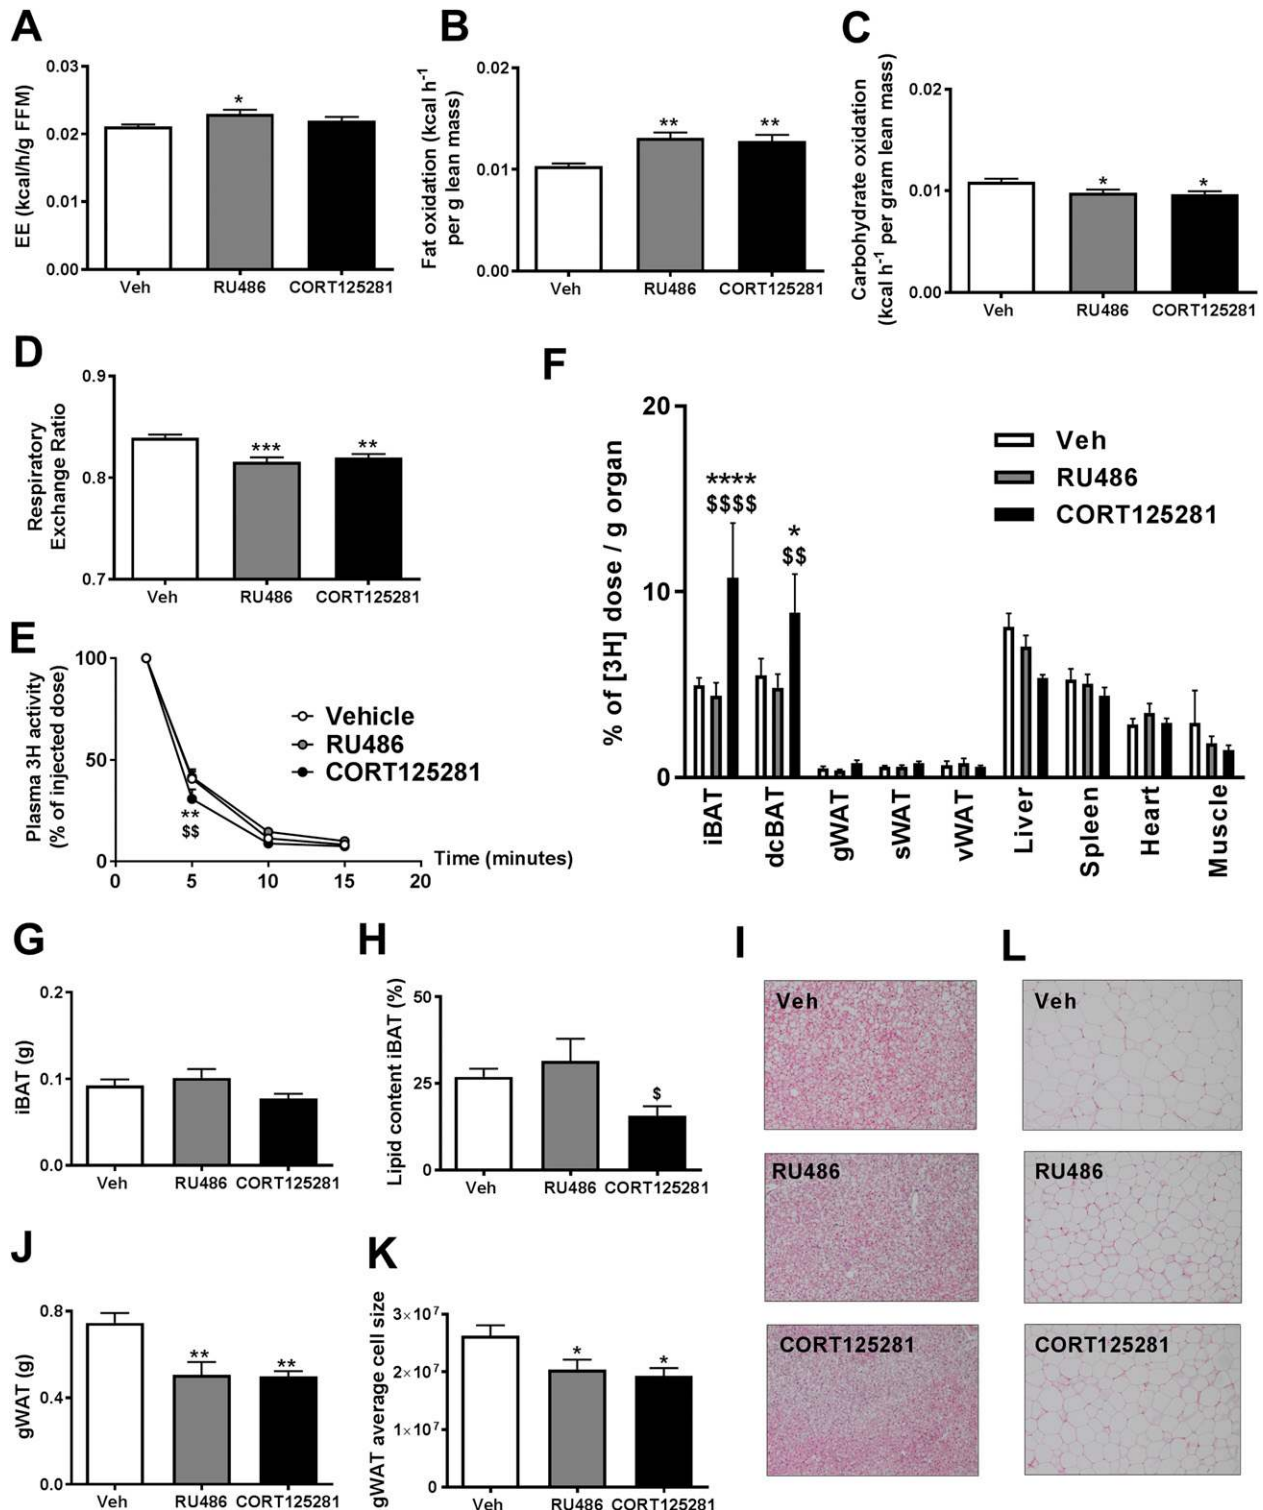 A
EE (kcal/h/g FFM)
0.03
0.02
0.01
0.00
*
Veh
RU486
CORT125281
B
Fat oxidation (kcal h⁻¹
per g lean mass)
0.02
0.01
0.00
**
**
Veh
RU486
CORT125281
C
Carbohydrate oxidation
(kcal h⁻¹ per gram lean mass)
0.02
0.01
0.00
*
*
Veh
RU486
CORT125281
D
Respiratory
Exchange Ratio
0.9
0.8
0.7
***
**
Veh
RU486
CORT125281
E
Plasma 3H activity
(% of injected dose)
100
50
0
**
$$
Vehicle
RU486
CORT125281
0
5
10
15
20
Time (minutes)
F
% of [3H] dose / g organ
20
10
0
****
$$$$
*
$$
Veh
RU486
CORT125281
iBAT
dcBAT
gWAT
sWAT
vWAT
Liver
Spleen
Heart
Muscle
G
iBAT (g)
0.2
0.1
0.0
Veh
RU486
CORT125281
H
Lipid content iBAT (%)
50
25
0
$
Veh
RU486
CORT125281
I
Veh
RU486
CORT125281
L
Veh
RU486
CORT125281
J
gWAT (g)
0.8
0.4
0.0
**
**
Veh
RU486
CORT125281
K
gWAT average cell size
3×10⁷
2×10⁷
1×10⁷
0
*
*
Veh
RU486
CORT125281